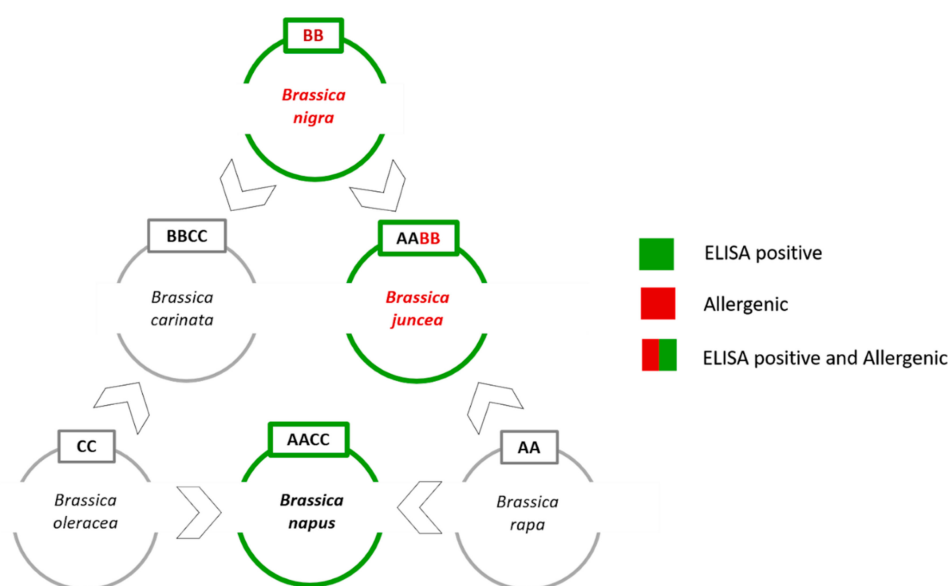 BB
Brassica
nigra
BBCC
AABB
Brassica
carinata
Brassica
juncea
ELISA positive
Allergenic
ELISA positive and Allergenic
CC
AACC
AA
Brassica
oleracea
Brassica
napus
Brassica
rapa